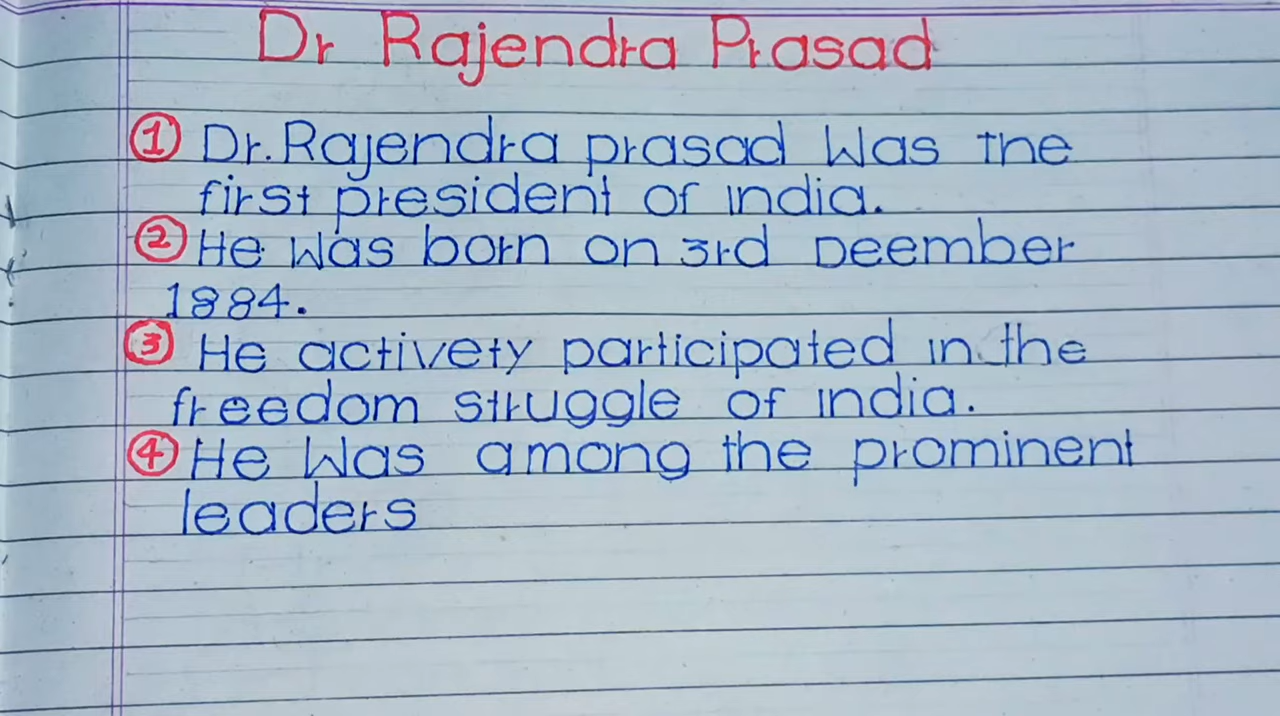 Dr Rajendra Prasad
① Dr. Rajendra prasad Was the
first president of india.
② He Was born on 3rd Deember
1884.
③ He activety participated in the
freedom struggle of india.
④ He Was among the prominent
leaders